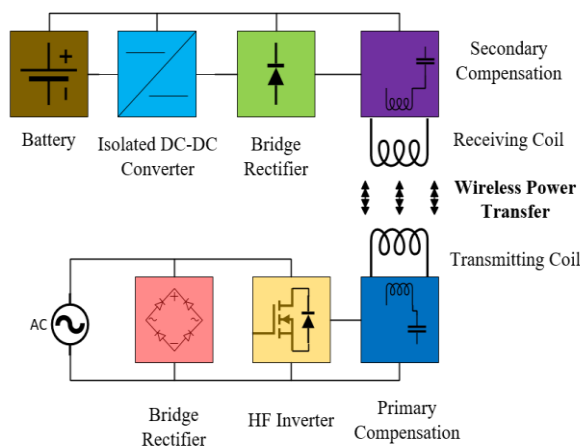 Secondary
Compensation
Battery
Isolated DC-DC
Converter
Bridge
Rectifier
Receiving Coil
Wireless Power
Transfer
Transmitting Coil
AC
Bridge
Rectifier
HF Inverter
Primary
Compensation